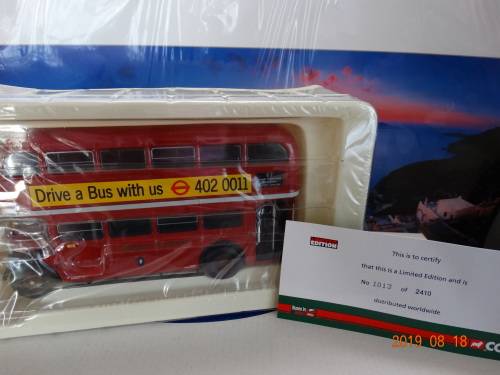 Drive a Bus with us 402 0011
EDITION
This is to certify
that this is a Limited Edition and is
No 1013 of 2410
distributed worldwide
2019 08 18